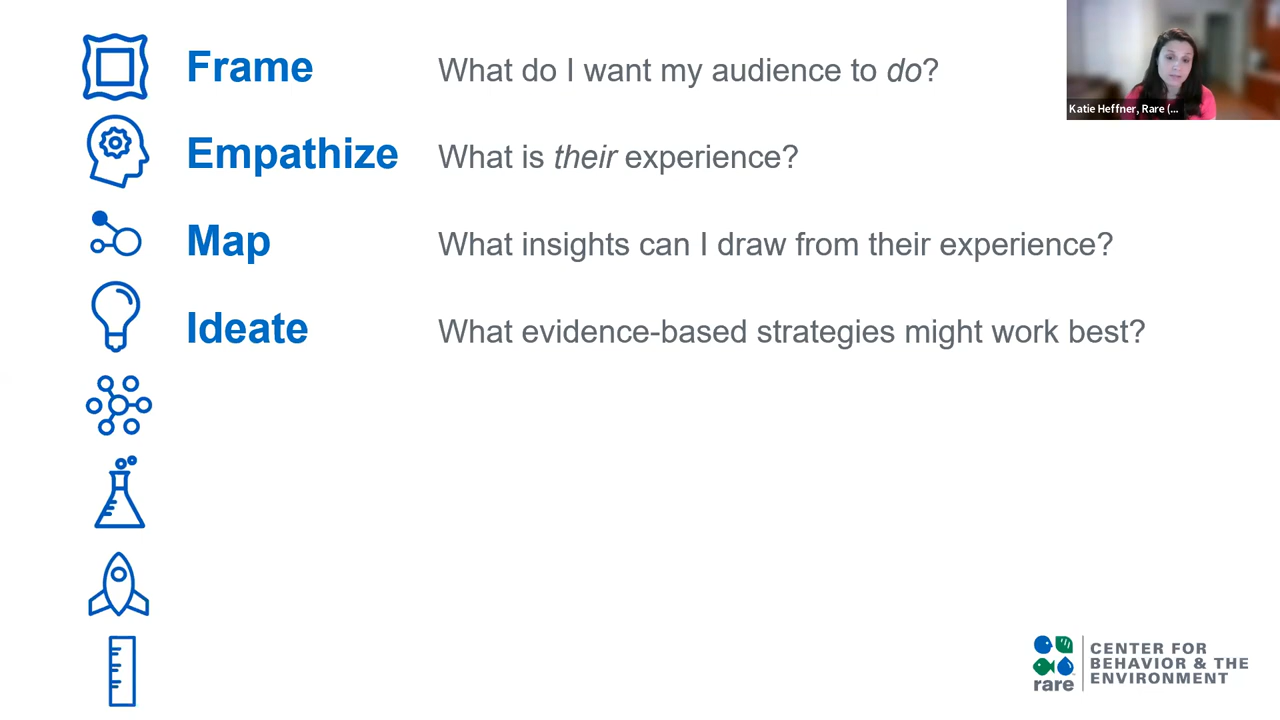 Frame What do I want my audience to do?
Katie Heffner, Rare (...
Empathize What is their experience?
Map What insights can I draw from their experience?
Ideate What evidence-based strategies might work best?
rare
CENTER FOR
BEHAVIOR & THE
ENVIRONMENT